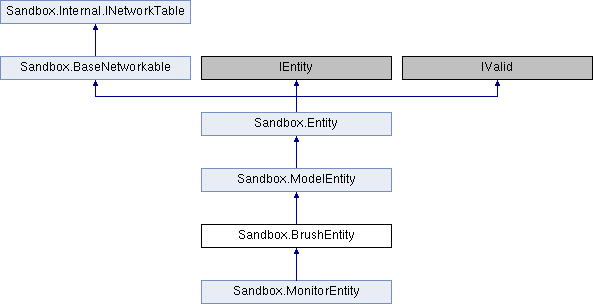 Sandbox.Internal.INetworkTable
Sandbox.BaseNetworkable
IEntity
IValid
Sandbox.Entity
Sandbox.ModelEntity
Sandbox.BrushEntity
Sandbox.MonitorEntity